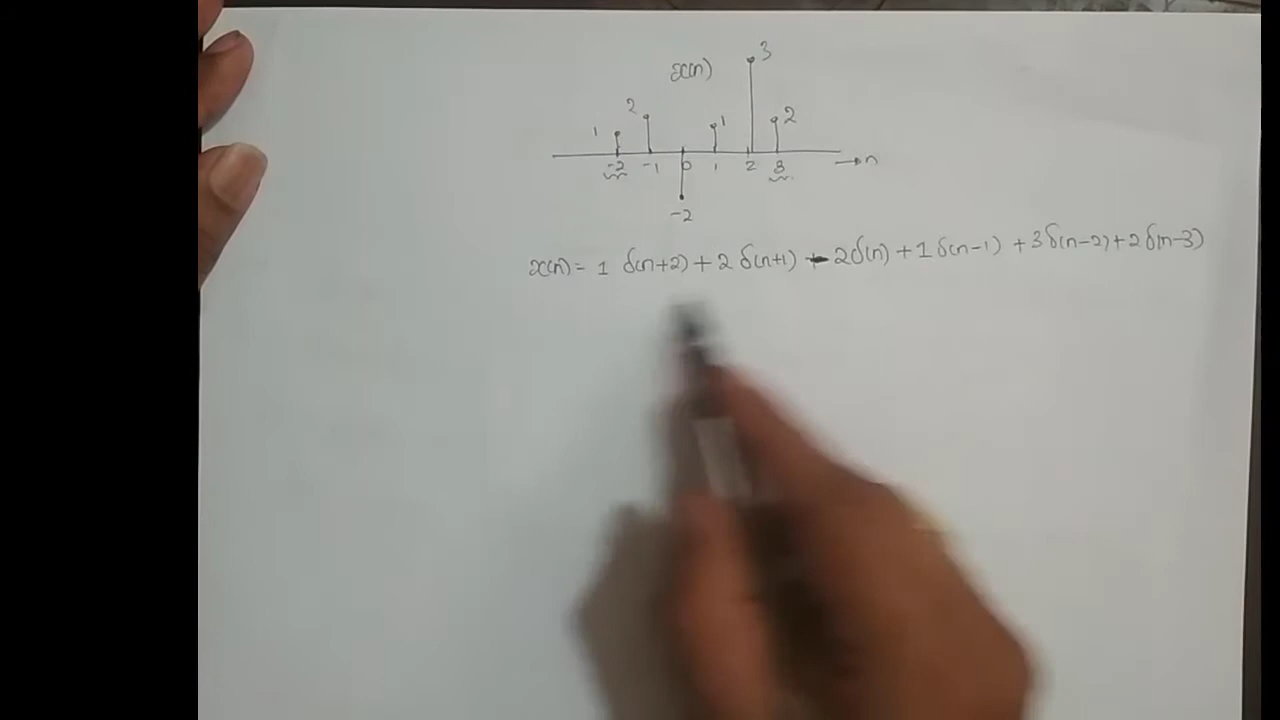 x(n)
3
1 2 1 2
-2 -1 0 1 2 3 → n
-2
x(n) = 1 δ(n+2) + 2 δ(n+1) - 2δ(n) + 1 δ(n-1) + 3 δ(n-2) + 2 δ(n-3)